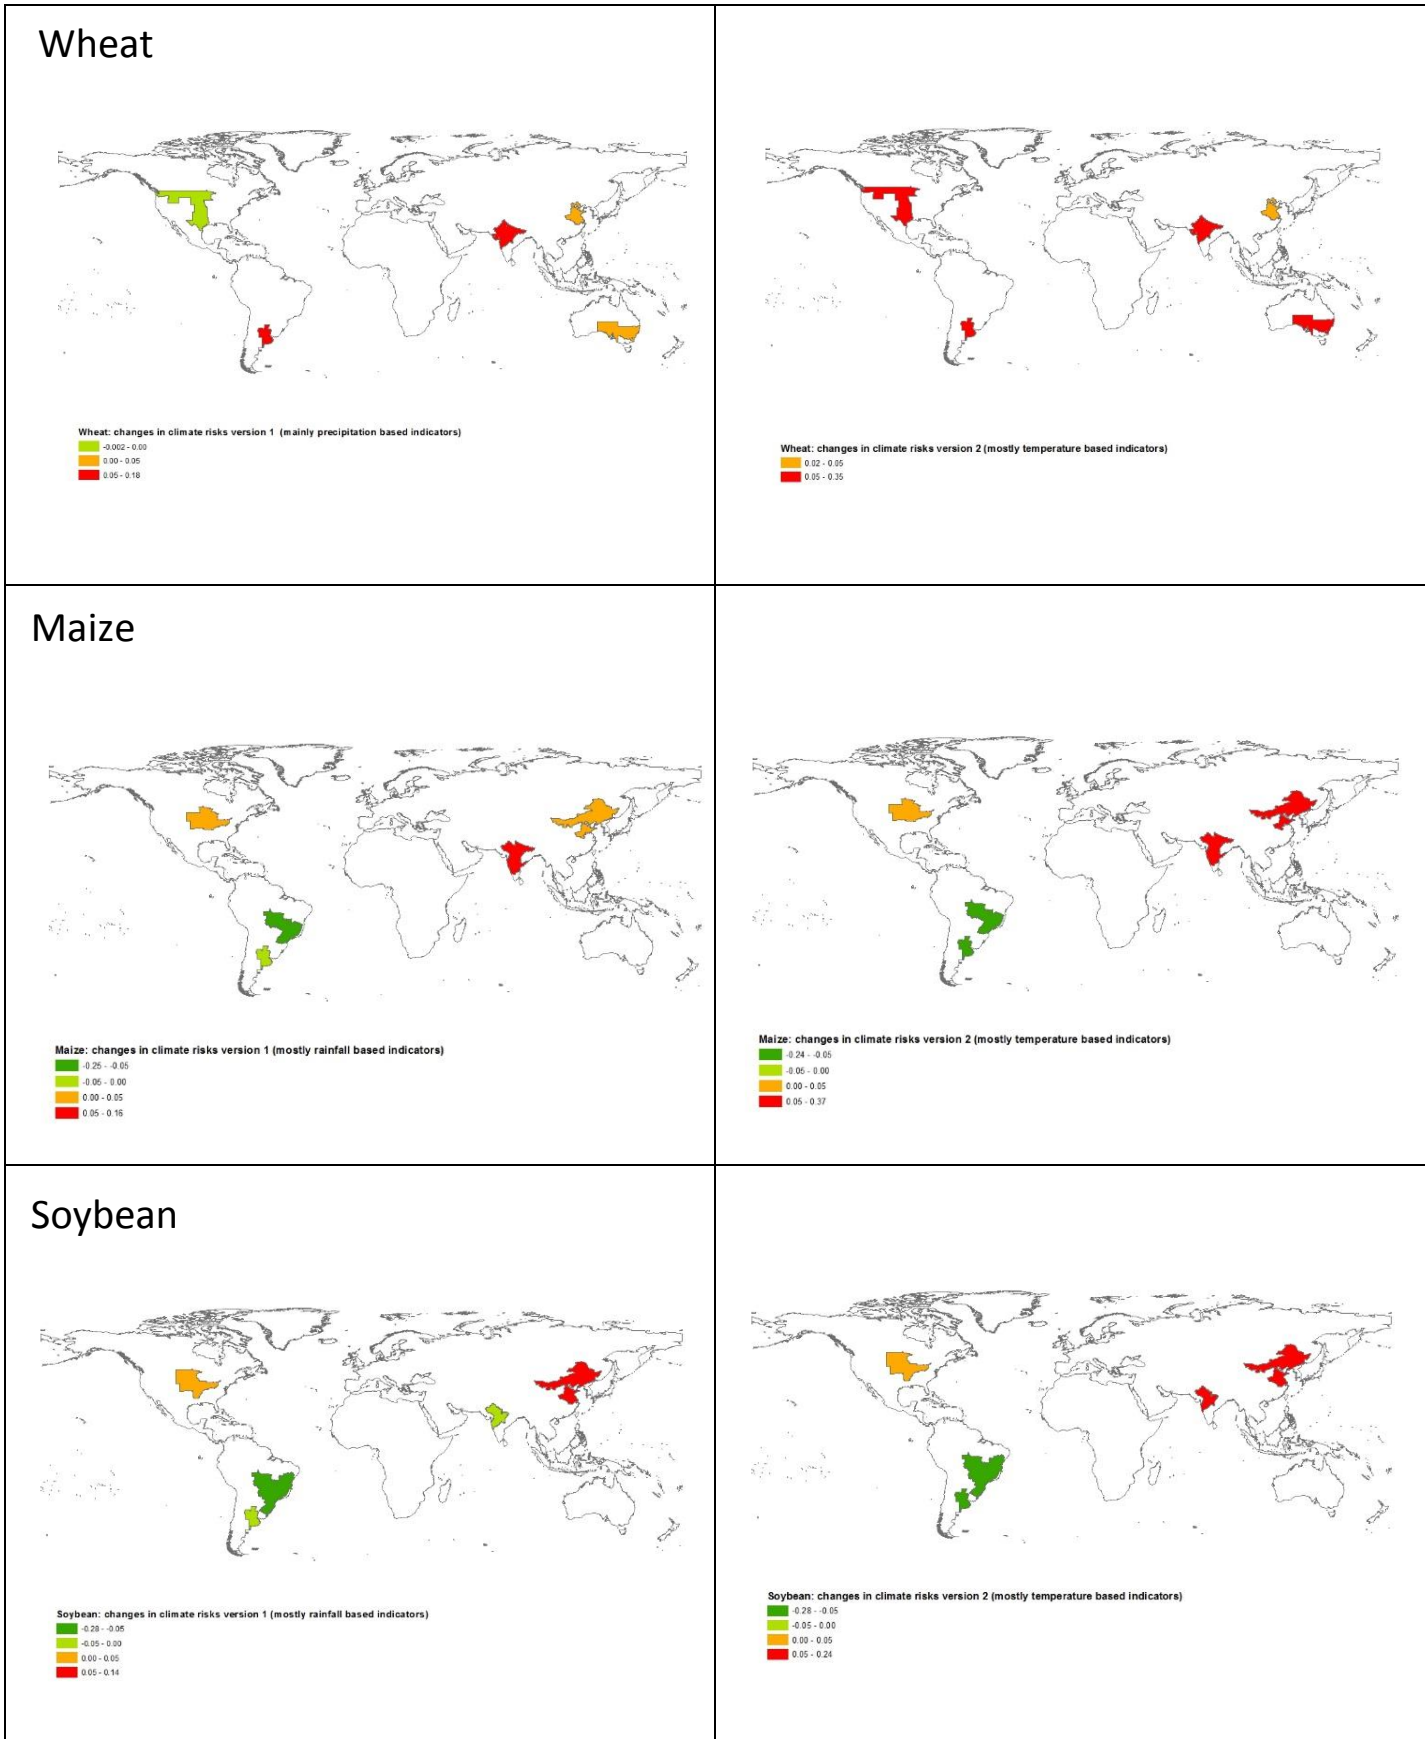 Wheat
Wheat: changes in climate risks version 1 (mainly precipitation based indicators)
-0.002 - 0.00
0.00 - 0.05
0.05 - 0.18
Wheat: changes in climate risks version 2 (mostly temperature based indicators)
0.02 - 0.05
0.05 - 0.35
Maize
Maize: changes in climate risks version 1 (mostly rainfall based indicators)
-0.25 - -0.05
-0.05 - 0.00
0.00 - 0.05
0.05 - 0.16
Maize: changes in climate risks version 2 (mostly temperature based indicators)
-0.24 - -0.05
-0.05 - 0.00
0.00 - 0.05
0.05 - 0.37
Soybean
Soybean: changes in climate risks version 1 (mostly rainfall based indicators)
-0.28 - -0.05
-0.05 - 0.00
0.00 - 0.05
0.05 - 0.14
Soybean: changes in climate risks version 2 (mostly temperature based indicators)
-0.28 - -0.05
-0.05 - 0.00
0.00 - 0.05
0.05 - 0.24